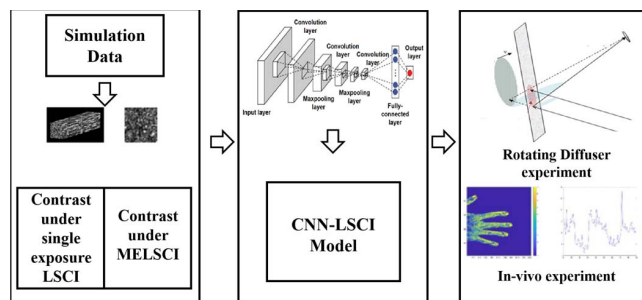 Simulation
Data
Contrast
under
single
exposure
LSCI
Contrast
under
MELSCI
Convolution
layer
Convolution
layer
Convolution
layer
Output
layer
Maxpooling
layer
Maxpooling
layer
Input layer
Fully-
connected
layer
CNN-LSCI
Model
Rotating Diffuser
experiment
In-vivo experiment